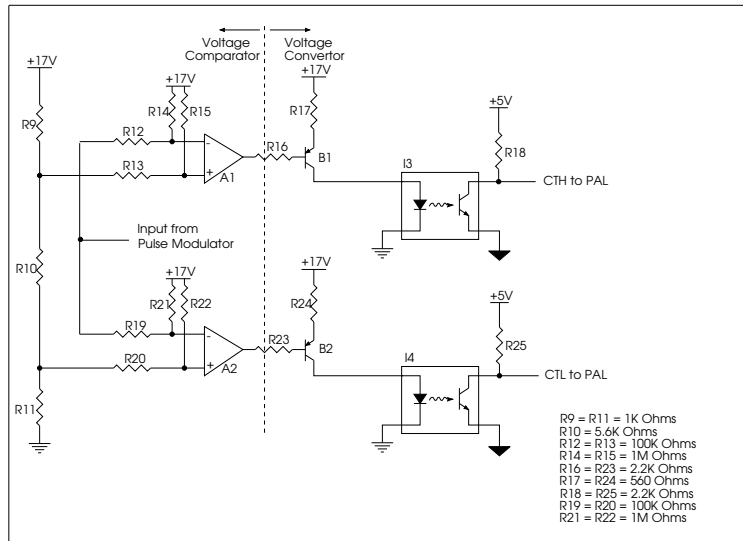 Voltage
Comparator
Voltage
Convertor
+17V
+17V
+17V
R9
R14
R15
R17
+5V
R12
R13
-
+
A1
R16
B1
I3
R18
CTH to PAL
Input from
Pulse Modulator
R10
+17V
+17V
R21
R22
R24
+5V
R19
R20
-
+
A2
R23
B2
I4
R25
CTL to PAL
R11
R9 = R11 = 1K Ohms
R10 = 5.6K Ohms
R12 = R13 = 100K Ohms
R14 = R15 = 1M Ohms
R16 = R23 = 2.2K Ohms
R17 = R24 = 560 Ohms
R18 = R25 = 2.2K Ohms
R19 = R20 = 100K Ohms
R21 = R22 = 1M Ohms